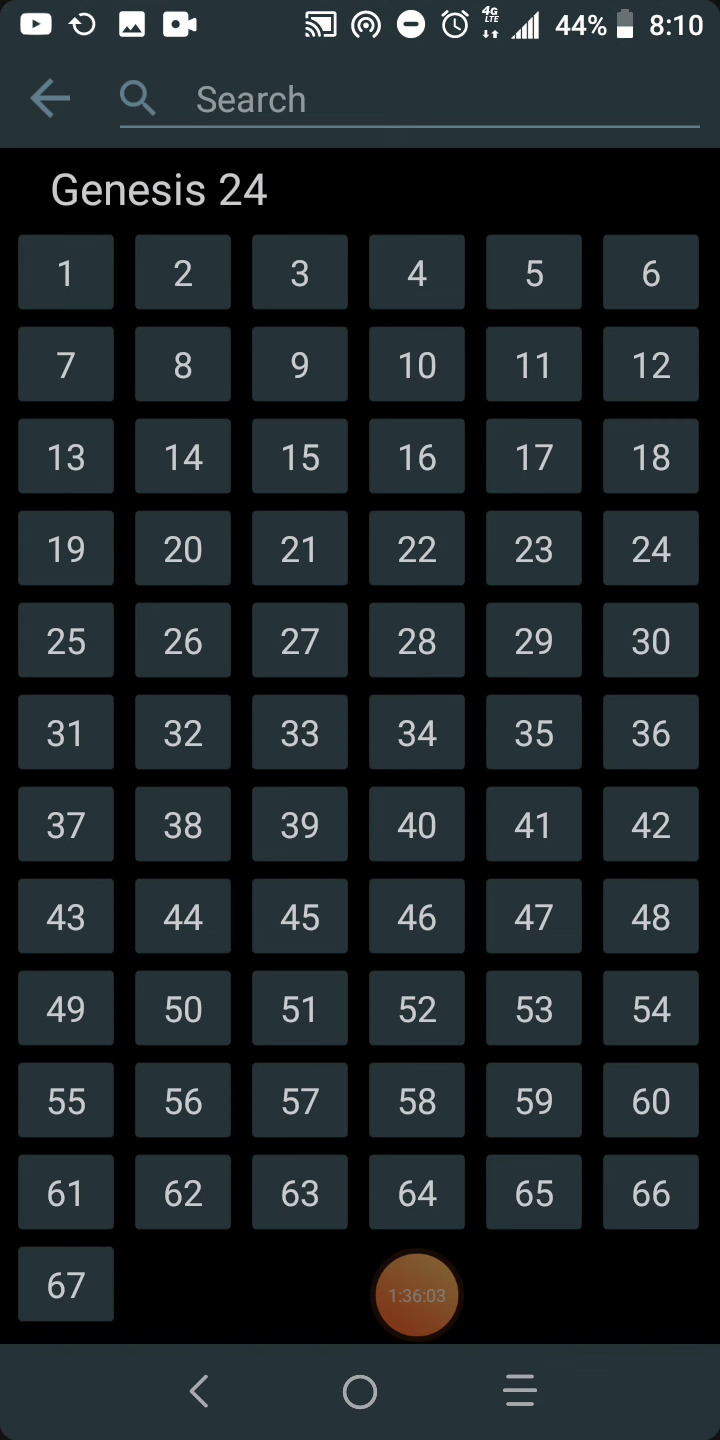 4G
LTE
44%
8:10
Search
Genesis 24
1 2 3 4 5 6
7 8 9 10 11 12
13 14 15 16 17 18
19 20 21 22 23 24
25 26 27 28 29 30
31 32 33 34 35 36
37 38 39 40 41 42
43 44 45 46 47 48
49 50 51 52 53 54
55 56 57 58 59 60
61 62 63 64 65 66
67
1:36:03